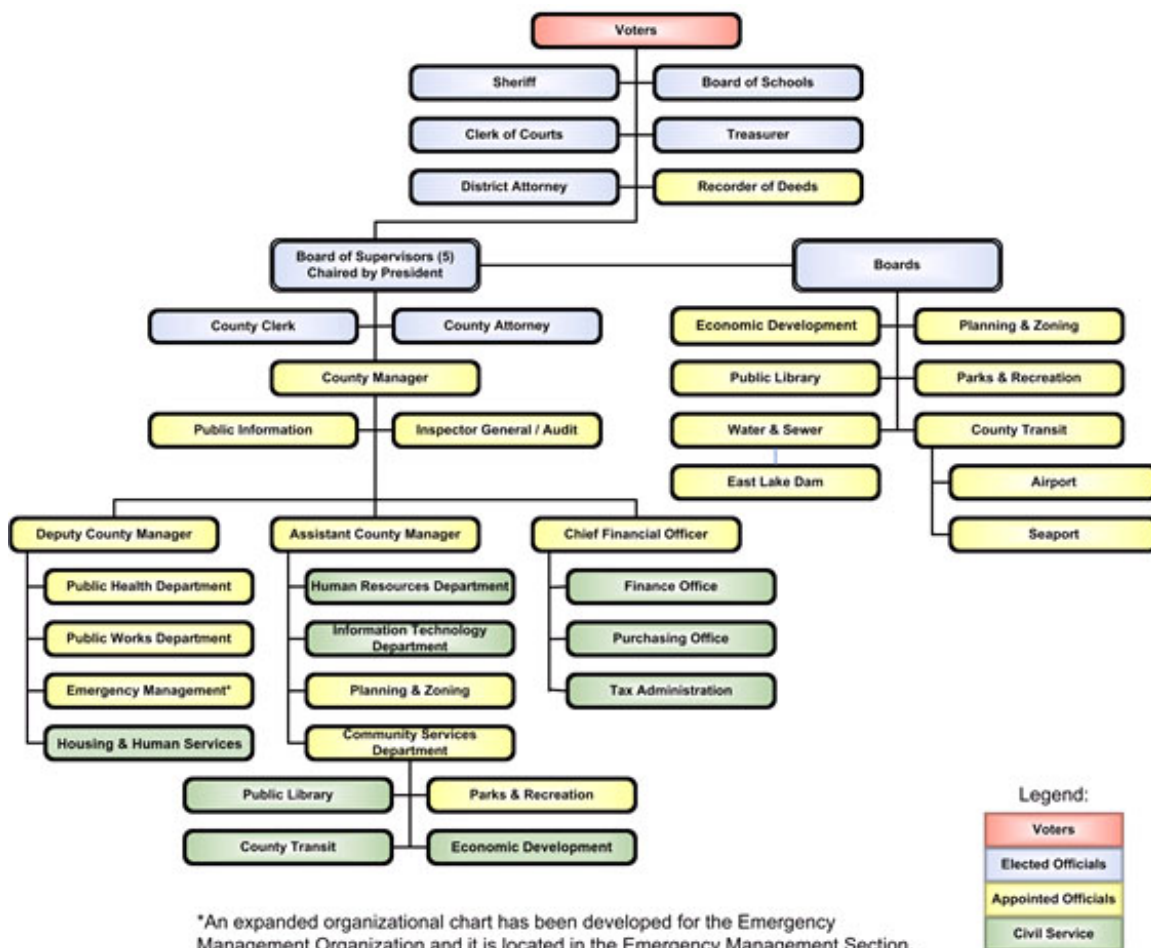 Voters
Sheriff
Board of Schools
Clerk of Courts
Treasurer
District Attorney
Recorder of Deeds
Board of Supervisors (5)
Chaired by President
Boards
County Clerk
County Attorney
County Manager
Public Information
Inspector General / Audit
Economic Development
Planning & Zoning
Public Library
Parks & Recreation
Water & Sewer
County Transit
East Lake Dam
Airport
Seaport
Deputy County Manager
Public Health Department
Public Works Department
Emergency Management*
Housing & Human Services
Assistant County Manager
Human Resources Department
Information Technology
Department
Planning & Zoning
Community Services
Department
Public Library
Parks & Recreation
County Transit
Economic Development
Chief Financial Officer
Finance Office
Purchasing Office
Tax Administration
Legend:
Voters
Elected Officials
Appointed Officials
Civil Service
*An expanded organizational chart has been developed for the Emergency
Management Organization and it is located in the Emergency Management Section